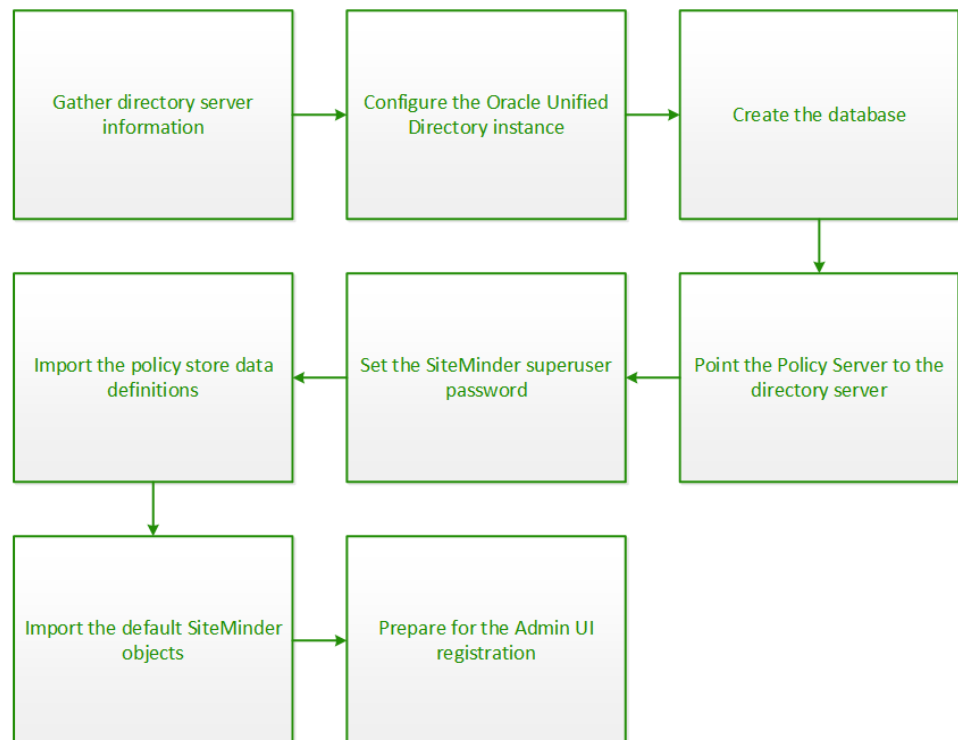 Gather directory server
information
Configure the Oracle Unified
Directory instance
Create the database
Point the Policy Server to the
directory server
Set the SiteMinder superuser
password
Import the policy store data
definitions
Import the default SiteMinder
objects
Prepare for the Admin UI
registration